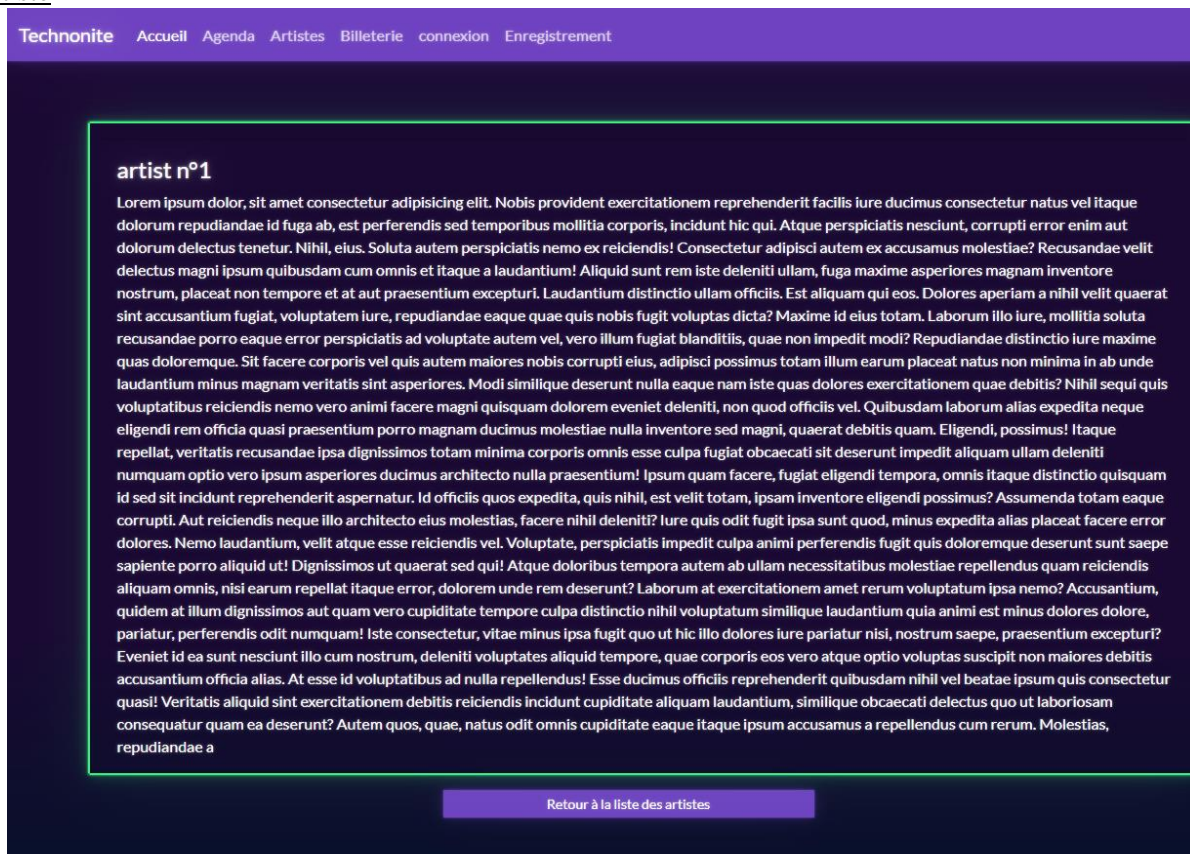 Technonite Accueil Agenda Artistes Billeterie connexion Enregistrement
artist n°1
Lorem ipsum dolor, sit amet consectetur adipisicing elit. Nobis provident exercitationem reprehenderit facilis iure ducimus consectetur natus vel itaque
dolorum repudiandae id fuga ab, est perferendis sed temporibus mollitia corporis, incidunt hic qui. Atque perspiciatis nesciunt, corrupti error enim aut
dolorum delectus tenetur. Nihil, eius. Soluta autem perspiciatis nemo ex reiciendis! Consectetur adipisci autem ex accusamus molestiae? Recusandae velit
delectus magni ipsum quibusdam cum omnis et itaque a laudantium! Aliquid sunt rem iste deleniti ullam, fuga maxime asperiores magnam inventore
nostrum, placeat non tempore et at aut praesentium excepturi. Laudantium distinctio ullam officiis. Est aliquam qui eos. Dolores aperiam a nihil velit quaerat
sint accusantium fugiat, voluptatem iure, repudiandae eaque quae quis nobis fugit voluptas dicta? Maxime id eius totam. Laborum illo iure, mollitia soluta
recusandae porro eaque error perspiciatis ad voluptate autem vel, vero illum fugiat blanditiis, quae non impedit modi? Repudiandae distinctio iure maxime
quas doloremque. Sit facere corporis vel quis autem maiores nobis corrupti eius, adipisci possimus totam illum earum placeat natus non minima in ab unde
laudantium minus magnam veritatis sint asperiores. Modi similique deserunt nulla eaque nam iste quas dolores exercitationem quae debitis? Nihil sequi quis
voluptatibus reiciendis nemo vero animi facere magni quisquam dolorem eveniet deleniti, non quod officiis vel. Quibusdam laborum alias expedita neque
eligendi rem officia quasi praesentium porro magnam ducimus molestiae nulla inventore sed magni, quaerat debitis quam. Eligendi, possimus! Itaque
repellat, veritatis recusandae ipsa dignissimos totam minima corporis omnis esse culpa fugiat obcaecati sit deserunt impedit aliquam ullam deleniti
numquam optio vero ipsum asperiores ducimus architecto nulla praesentium! Ipsum quam facere, fugiat eligendi tempora, omnis itaque distinctio quisquam
id sed sit incidunt reprehenderit aspernatur. Id officiis quos expedita, quis nihil, est velit totam, ipsam inventore eligendi possimus? Assumenda totam eaque
corrupti. Aut reiciendis neque illo architecto eius molestias, facere nihil deleniti? Iure quis odit fugit ipsa sunt quod, minus expedita alias placeat facere error
dolores. Nemo laudantium, velit atque esse reiciendis vel. Voluptate, perspiciatis impedit culpa animi perferendis fugit quis doloremque deserunt sunt saepe
sapiente porro aliquid ut! Dignissimos ut quaerat sed qui! Atque doloribus tempora autem ab ullam necessitatibus molestiae repellendus quam reiciendis
aliquam omnis, nisi earum repellat itaque error, dolorem unde rem deserunt? Laborum at exercitationem amet rerum voluptatum ipsa nemo? Accusantium,
quidem at illum dignissimos aut quam vero cupiditate tempore culpa distinctio nihil voluptatum similique laudantium quia animi est minus dolores dolore,
pariatur, perferendis odit numquam! Iste consectetur, vitae minus ipsa fugit quo ut hic illo dolores iure pariatur nisi, nostrum saepe, praesentium excepturi?
Eveniet id ea sunt nesciunt illo cum nostrum, deleniti voluptates aliquid tempore, quae corporis eos vero atque optio voluptas suscipit non maiores debitis
accusantium officia alias. At esse id voluptatibus ad nulla repellendus! Esse ducimus officiis reprehenderit quibusdam nihil vel beatae ipsum quis consectetur
quasi! Veritatis aliquid sint exercitationem debitis reiciendis incidunt cupiditate aliquam laudantium, similique obcaecati delectus quo ut laboriosam
consequatur quam ea deserunt? Autem quos, quae, natus odit omnis cupiditate eaque itaque ipsum accusamus a repellendus cum rerum. Molestias,
repudiandae a
Retour à la liste des artistes